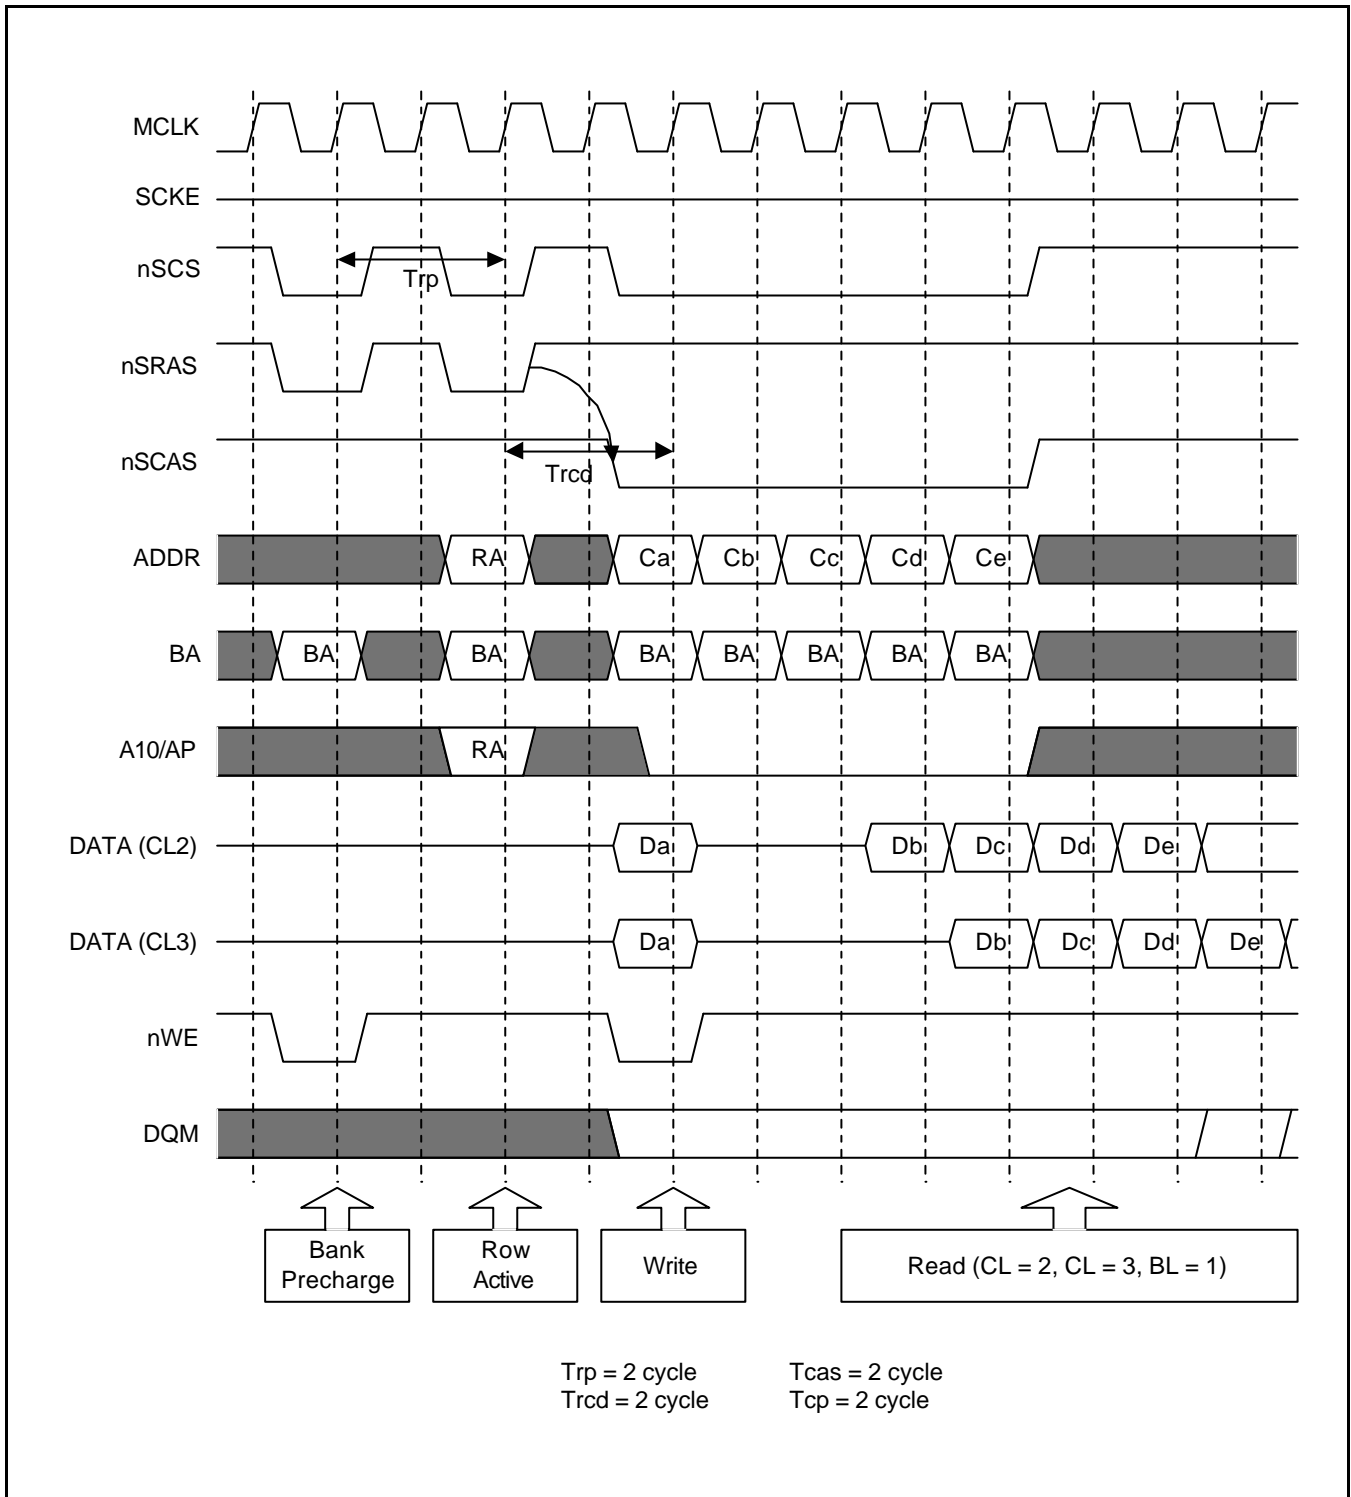 MCLK
SCKE
nSCS
Trp
nSRAS
nSCAS
Trcd
ADDR RA Ca Cb Cc Cd Ce
BA BA BA BA BA BA BA BA
A10/AP RA
DATA (CL2) Da Db Dc Dd De
DATA (CL3) Da Db Dc Dd De
nWE
DQM
Bank Precharge
Row Active
Write
Read (CL = 2, CL = 3, BL = 1)
Trp = 2 cycle Tcas = 2 cycle
Trcd = 2 cycle Tcp = 2 cycle